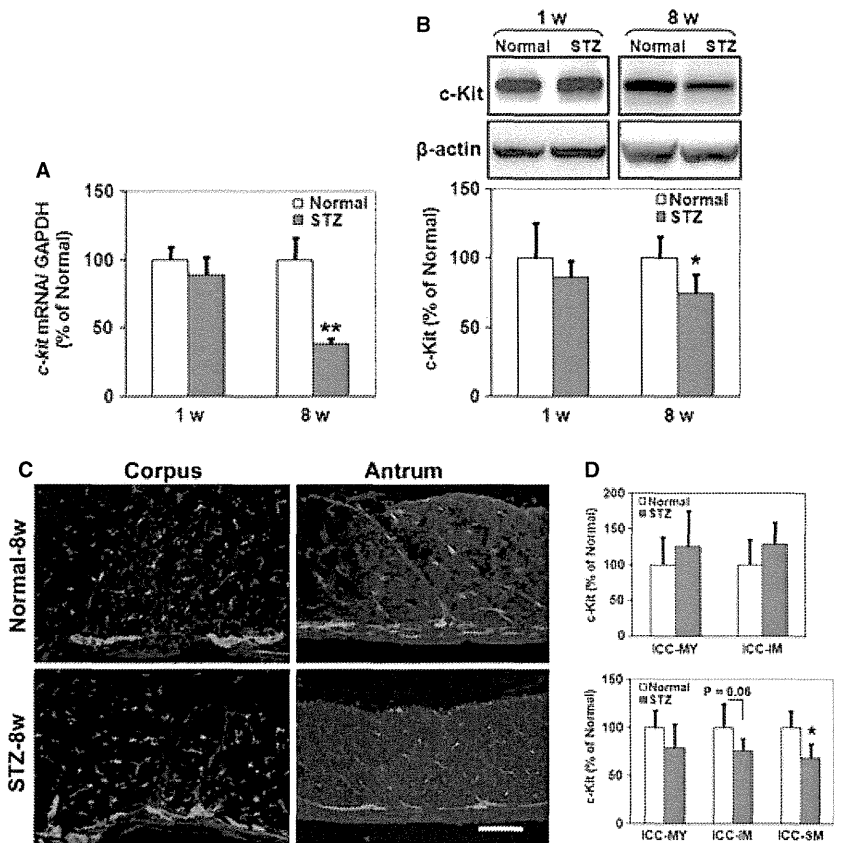 B
1 w
8 w
Normal STZ
Normal STZ
c-Kit
β-actin
A
c-kit mRNA/ GAPDH
(% of Normal)
150
100
50
0
Normal
STZ
**
1 w
8 w
c-Kit (% of Normal)
150
100
50
0
Normal
STZ
*
1 w
8 w
C
Corpus
Antrum
Normal-8w
STZ-8w
D
c-Kit (% of Normal)
200
150
100
50
0
Normal
STZ
ICC-MY
ICC-IM
c-Kit (% of Normal)
150
100
50
0
Normal
STZ
P = 0.06
*
ICC-MY
ICC-IM
ICC-SM